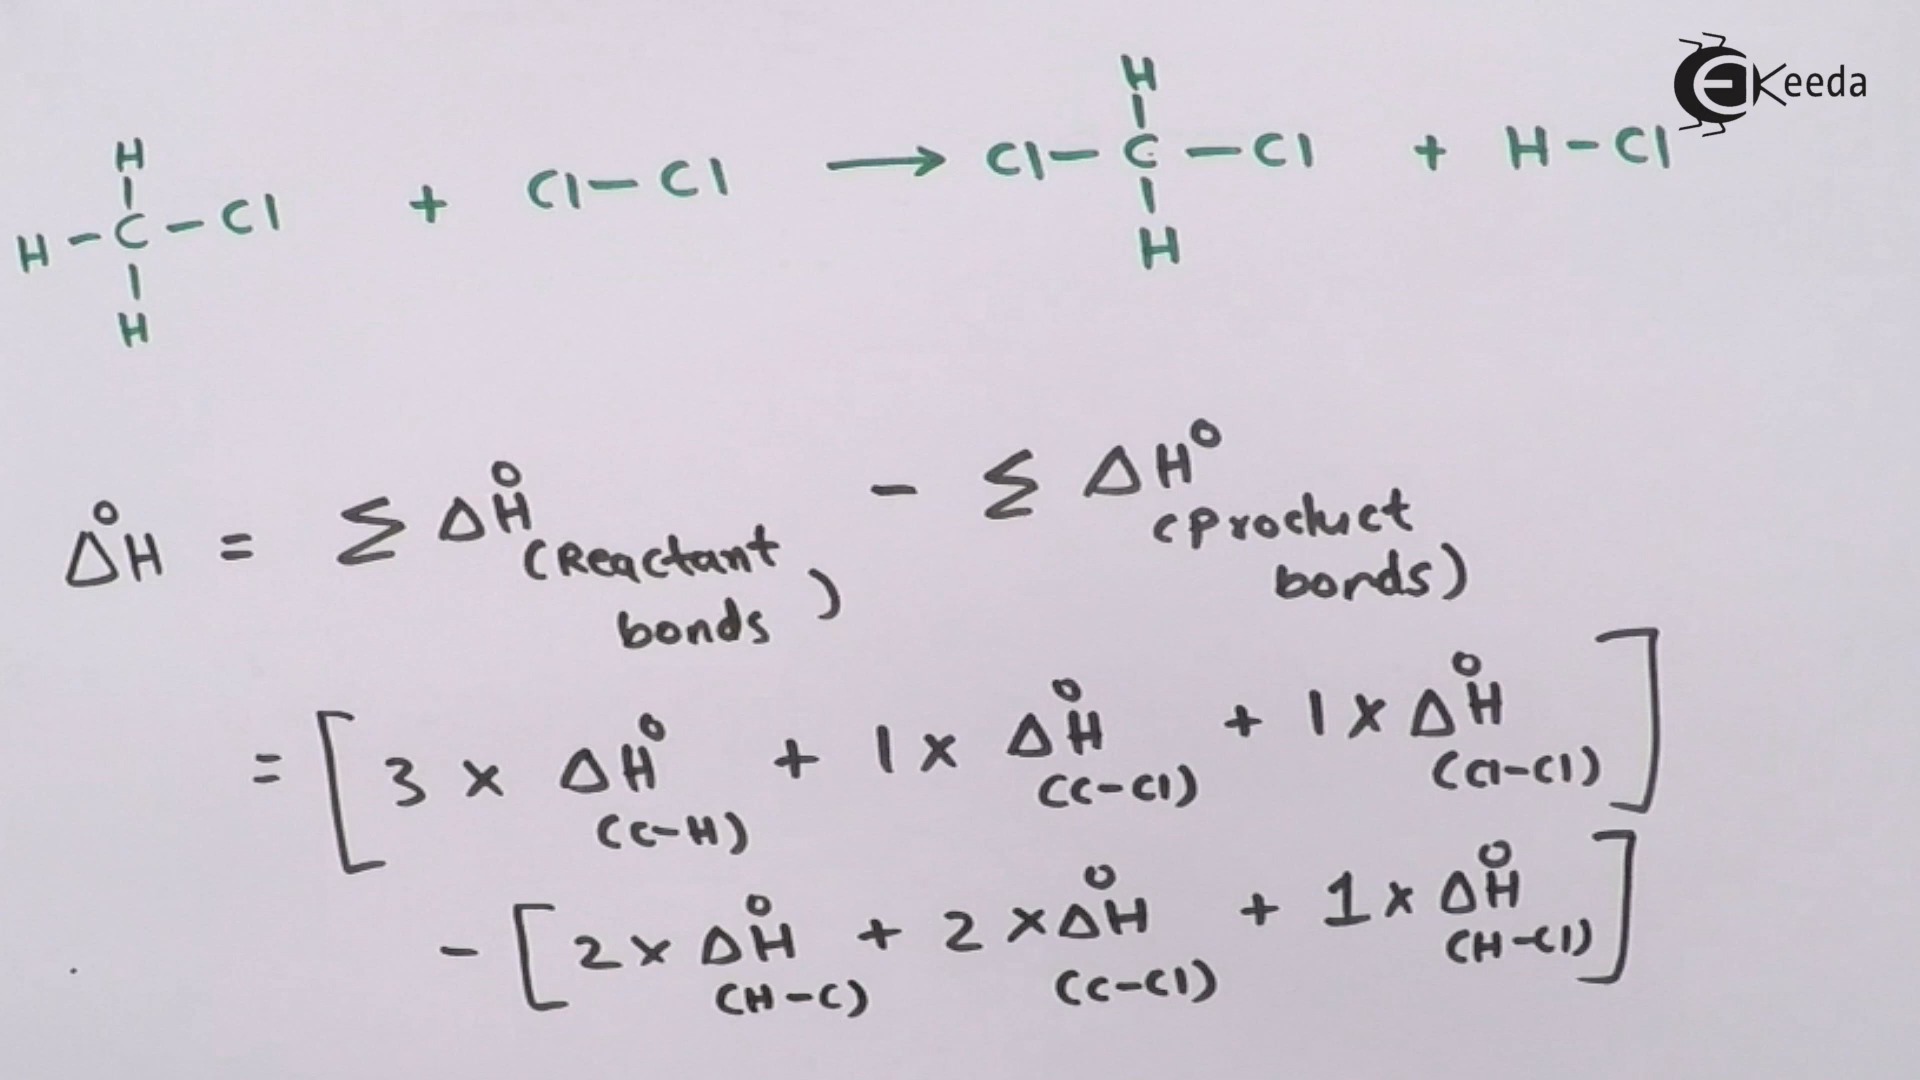 EKeeda
H
H - C - Cl + Cl - Cl → Cl - C - Cl + H - Cl
H
H
H
ΔH° = Σ ΔH° (Reactant bonds) - Σ ΔH° (Product bonds)
= [3 × ΔH° (C-H) + 1 × ΔH° (C-Cl) + 1 × ΔH° (Cl-Cl)]
- [2 × ΔH° (H-C) + 2 × ΔH° (C-Cl) + 1 × ΔH° (H-Cl)]